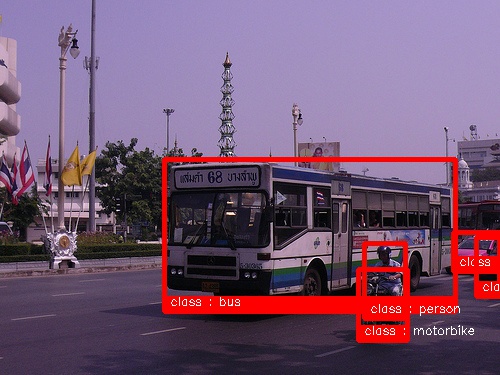 แสมดำ 68 บางลำพู
class : bus
class : person
class
cla
class : motorbike